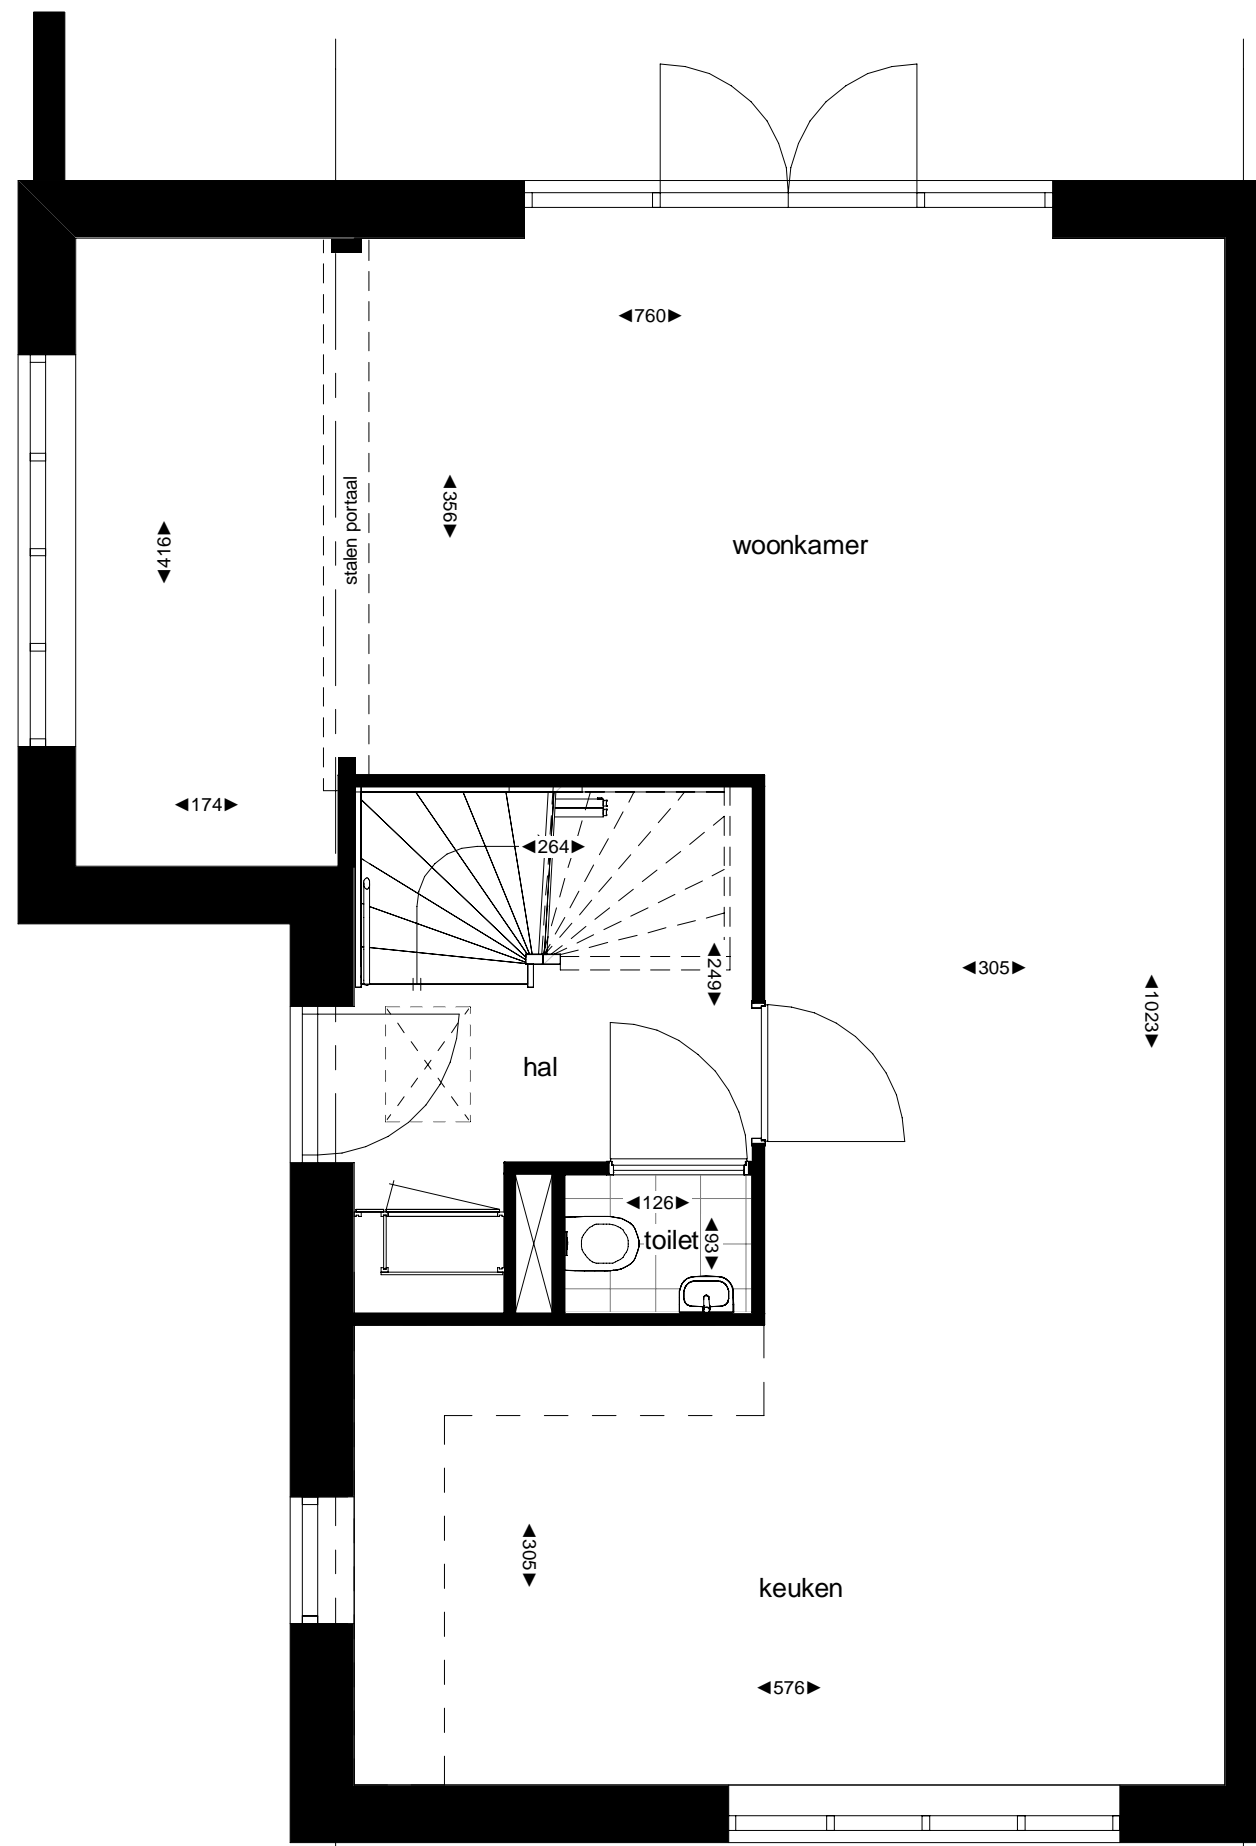 ◀760▶
◀356▶
stalen portaal
◀416▶
woonkamer
◀174▶
◀264▶
◀249▶
◀305▶
◀1023▶
hal
◀126▶
toilet
◀93▶
◀305▶
keuken
◀576▶